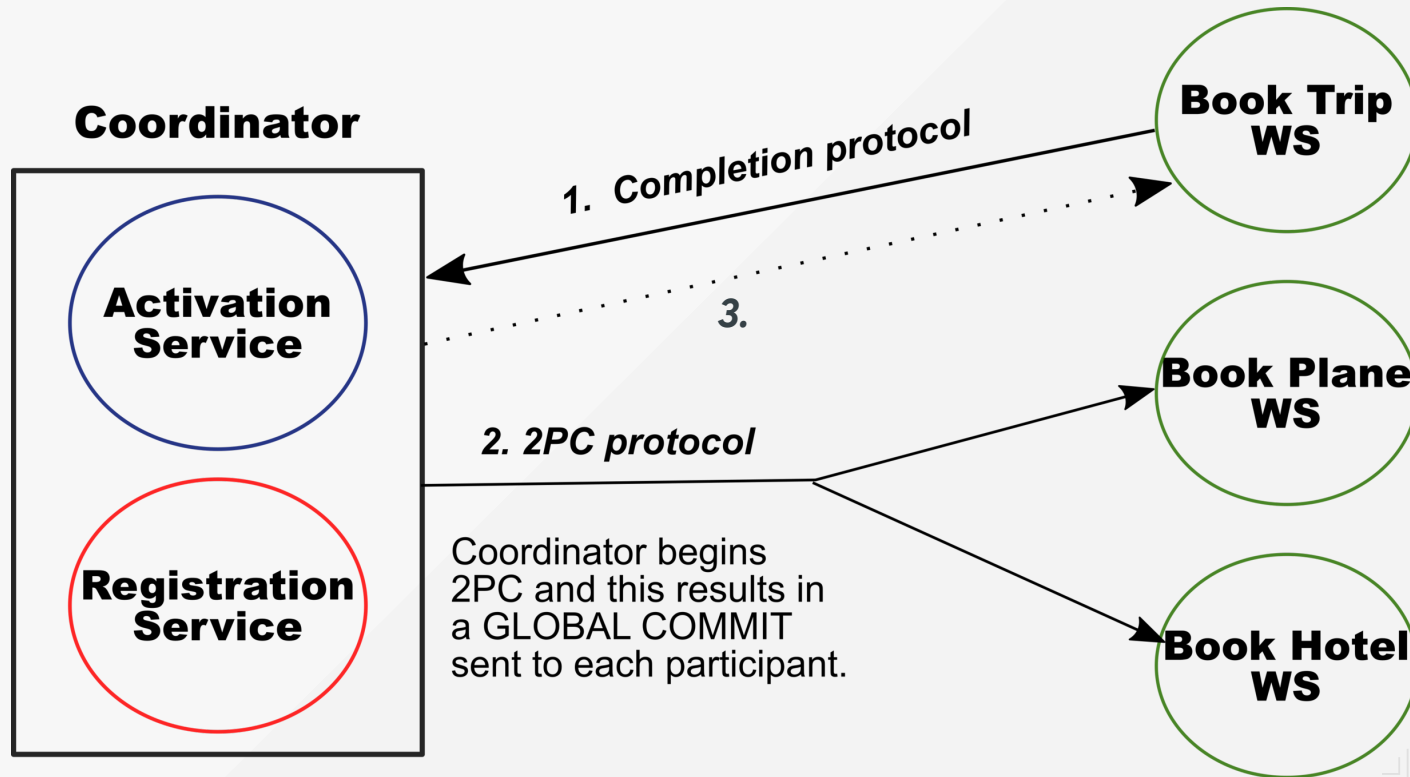 Coordinator
Activation
Service
Registration
Service
1. Completion protocol
3.
2. 2PC protocol
Coordinator begins
2PC and this results in
a GLOBAL COMMIT
sent to each participant.
Book Trip
WS
Book Plane
WS
Book Hotel
WS